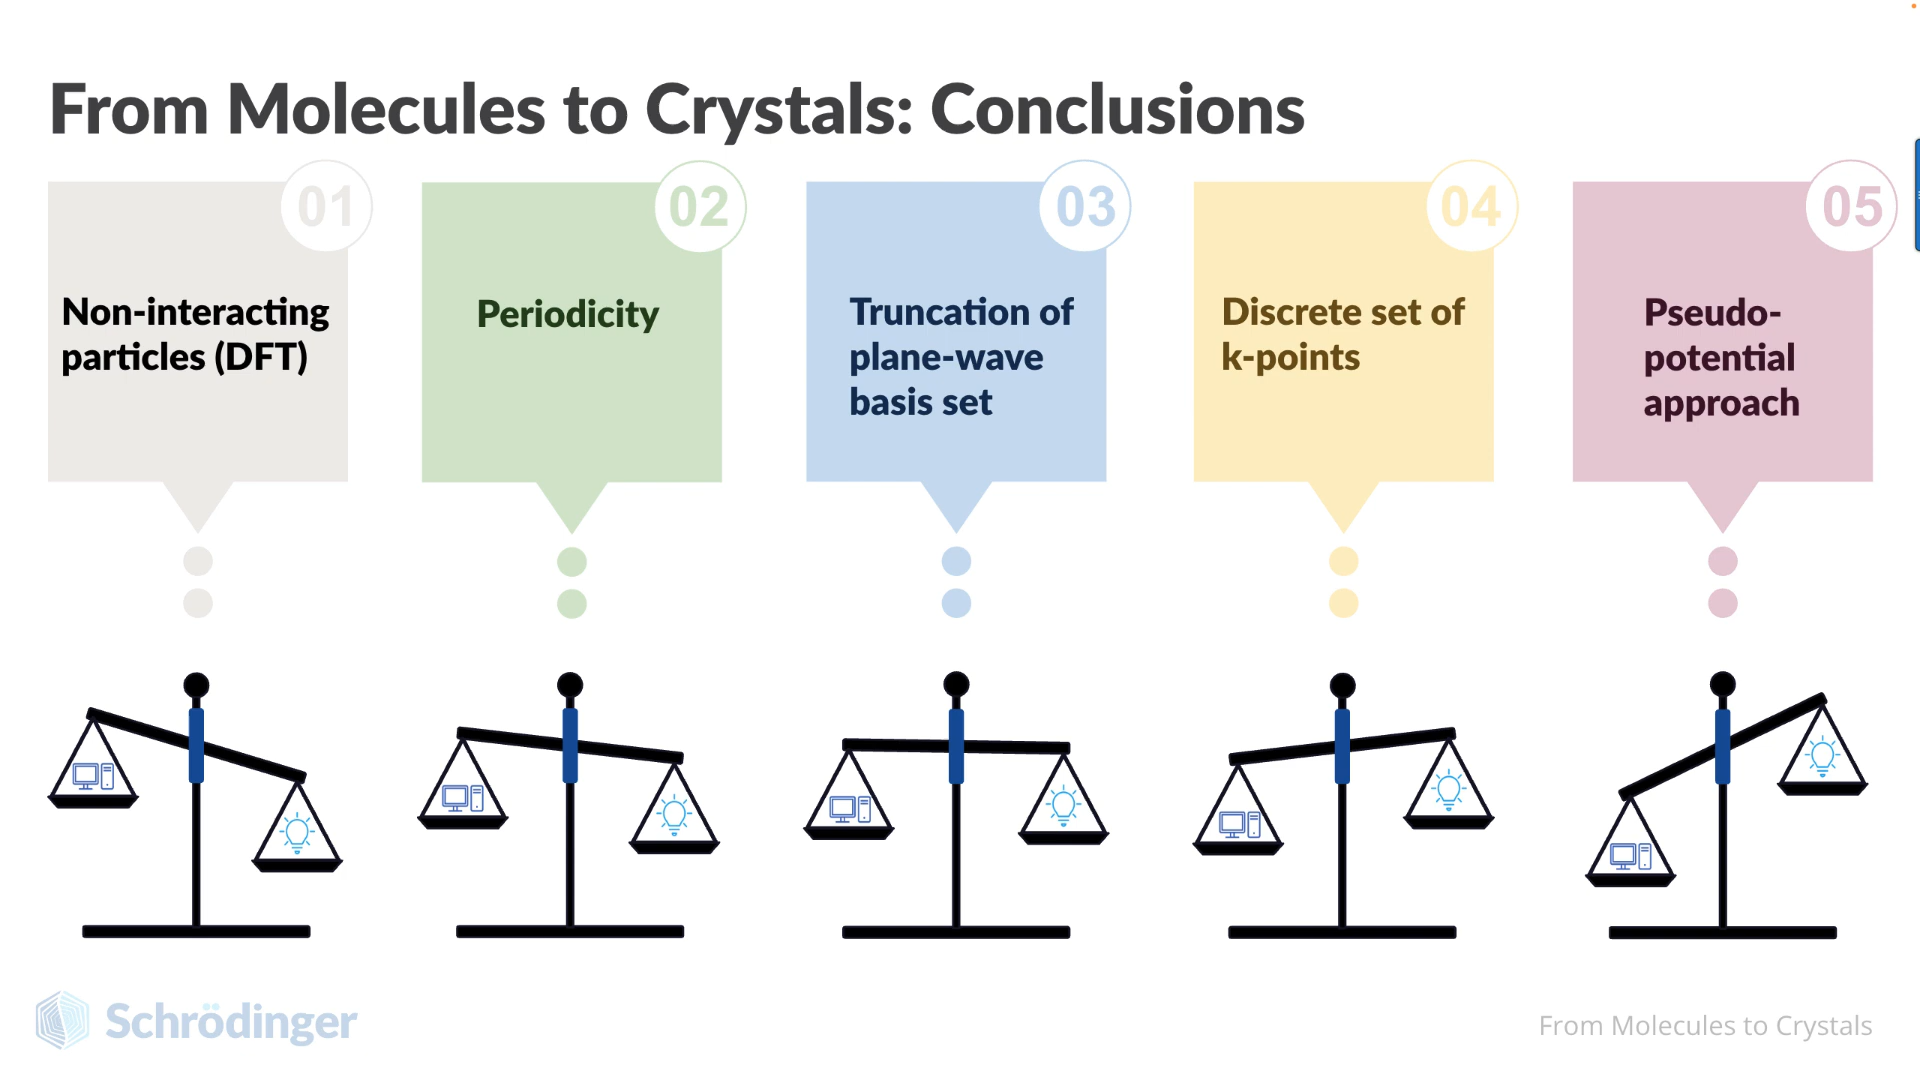 From Molecules to Crystals: Conclusions
01
Non-interacting
particles (DFT)
02
Periodicity
03
Truncation of
plane-wave
basis set
04
Discrete set of
k-points
05
Pseudo-
potential
approach
Schrödinger
From Molecules to Crystals